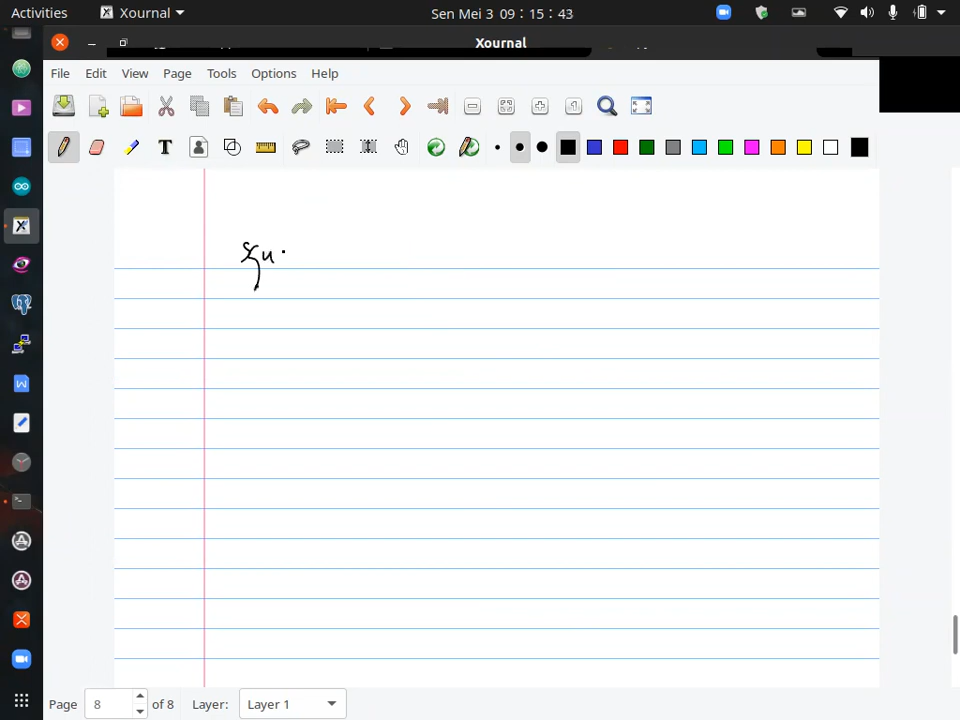 Activities Xournal Sen Mei 3 09 : 15 : 43
Xournal
File Edit View Page Tools Options Help
Page 8 of 8 Layer: Layer 1